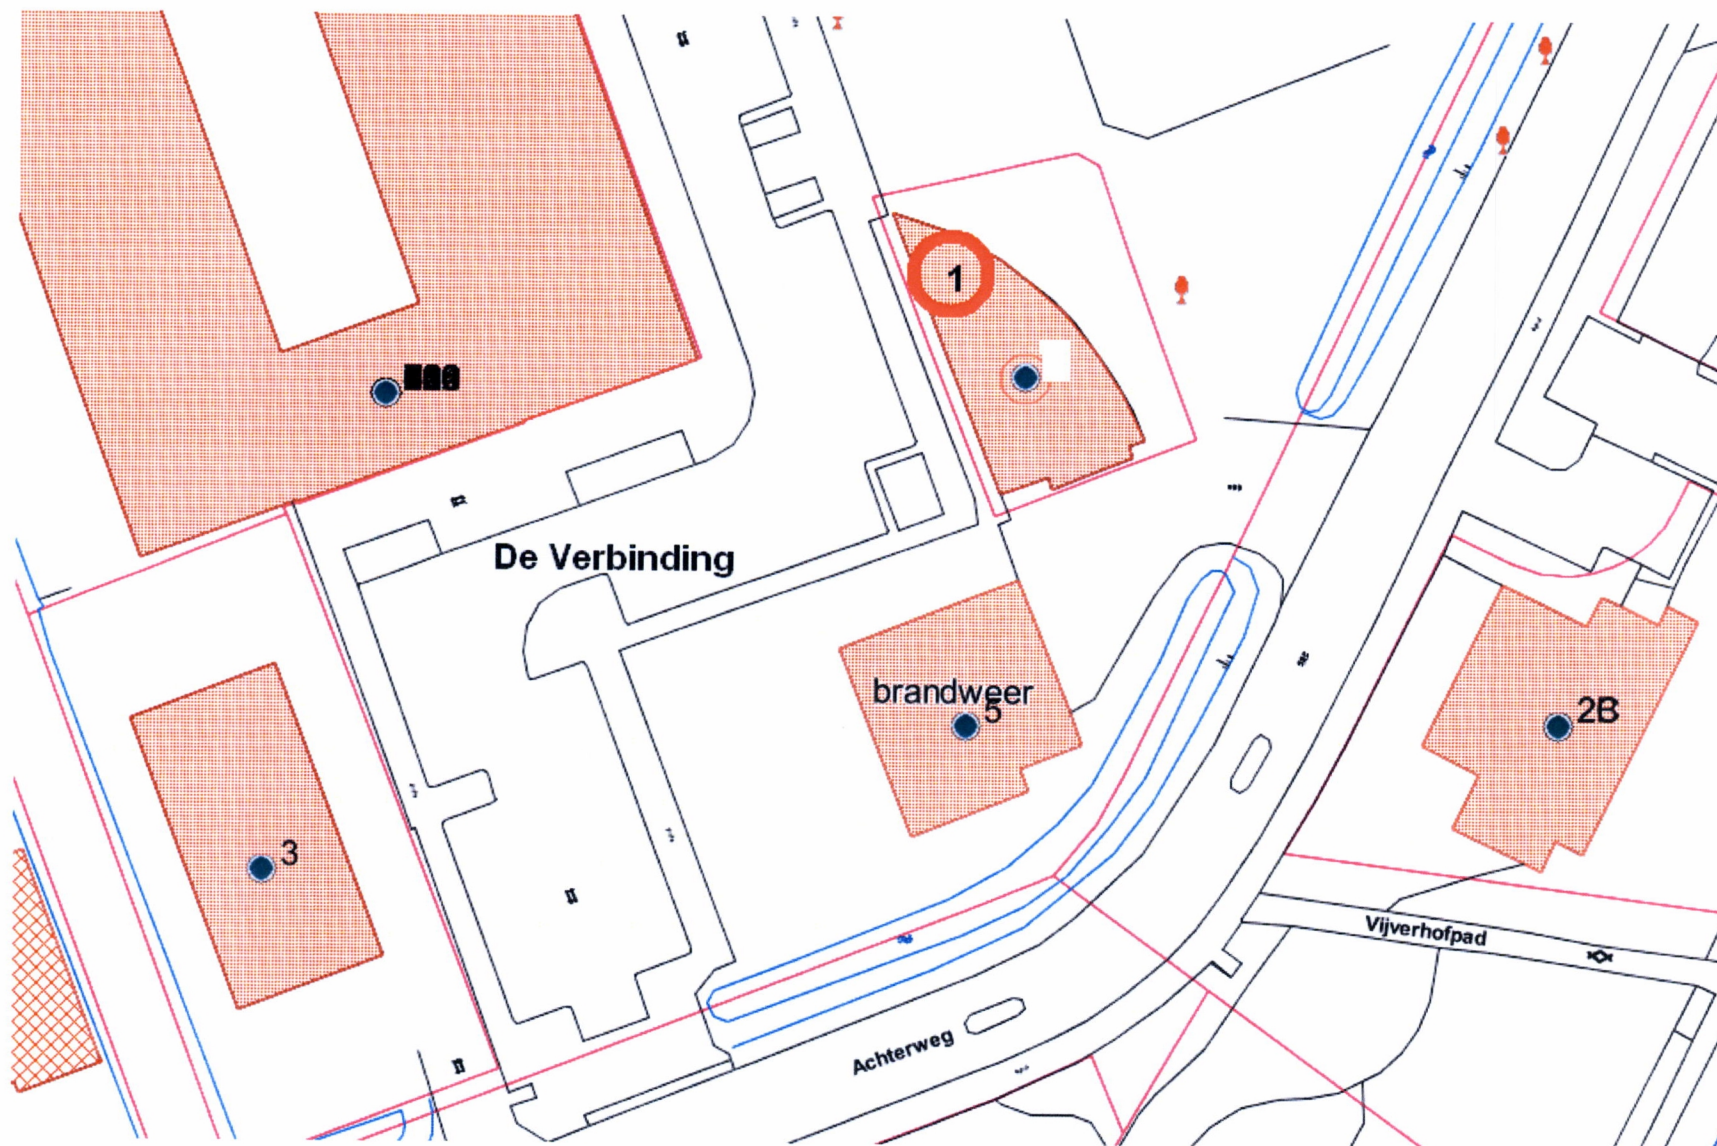 1
De Verbinding
brandweer
5
2B
3
Vijverhofpad
Achterweg